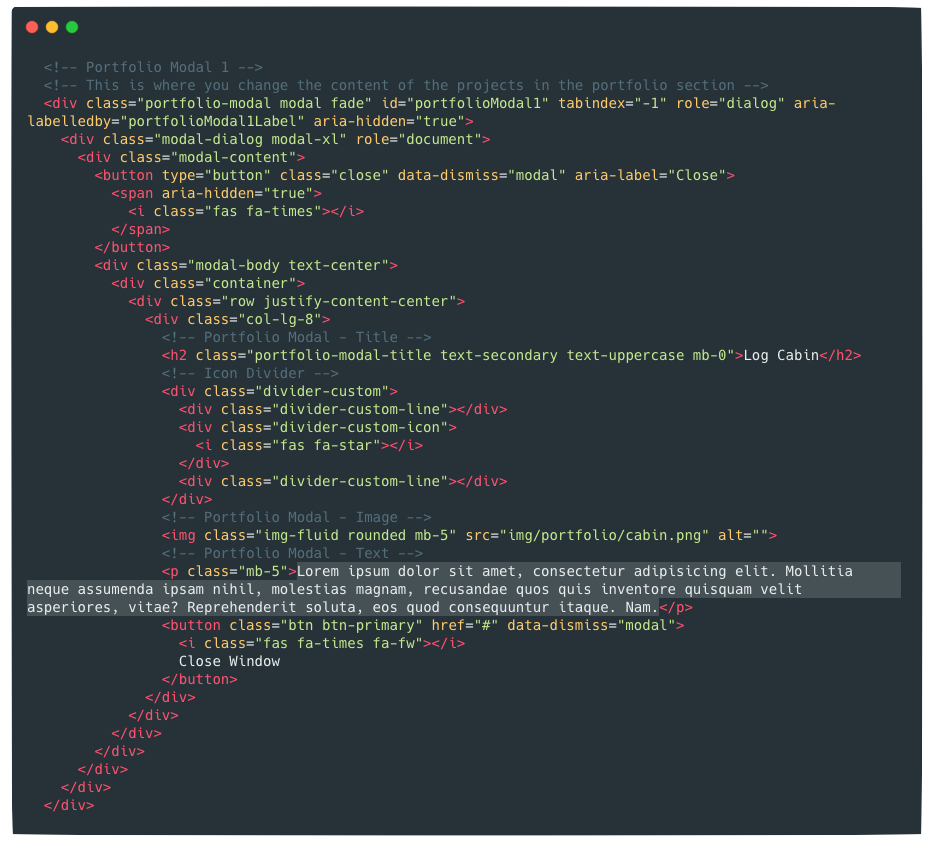 <!-- Portfolio Modal 1 -->
<!-- This is where you change the content of the projects in the portfolio section -->
<div class="portfolio-modal modal fade" id="portfolioModal1" tabindex="-1" role="dialog" aria-
labelledby="portfolioModal1Label" aria-hidden="true">
<div class="modal-dialog modal-xl" role="document">
<div class="modal-content">
<button type="button" class="close" data-dismiss="modal" aria-label="Close">
<span aria-hidden="true">
<i class="fas fa-times"></i>
</span>
</button>
<div class="modal-body text-center">
<div class="container">
<div class="row justify-content-center">
<div class="col-lg-8">
<!-- Portfolio Modal - Title -->
<h2 class="portfolio-modal-title text-secondary text-uppercase mb-0">Log Cabin</h2>
<!-- Icon Divider -->
<div class="divider-custom">
<div class="divider-custom-line"></div>
<div class="divider-custom-icon">
<i class="fas fa-star"></i>
</div>
<div class="divider-custom-line"></div>
</div>
<!-- Portfolio Modal - Image -->
<img class="img-fluid rounded mb-5" src="img/portfolio/cabin.png" alt="">
<!-- Portfolio Modal - Text -->
<p class="mb-5">Lorem ipsum dolor sit amet, consectetur adipisicing elit. Mollitia
neque assumenda ipsam nihil, molestias magnam, recusandae quos quis inventore quisquam velit
asperiores, vitae? Reprehenderit soluta, eos quod consequuntur itaque. Nam.</p>
<button class="btn btn-primary" href="#" data-dismiss="modal">
<i class="fas fa-times fa-fw"></i>
Close Window
</button>
</div>
</div>
</div>
</div>
</div>
</div>
</div>